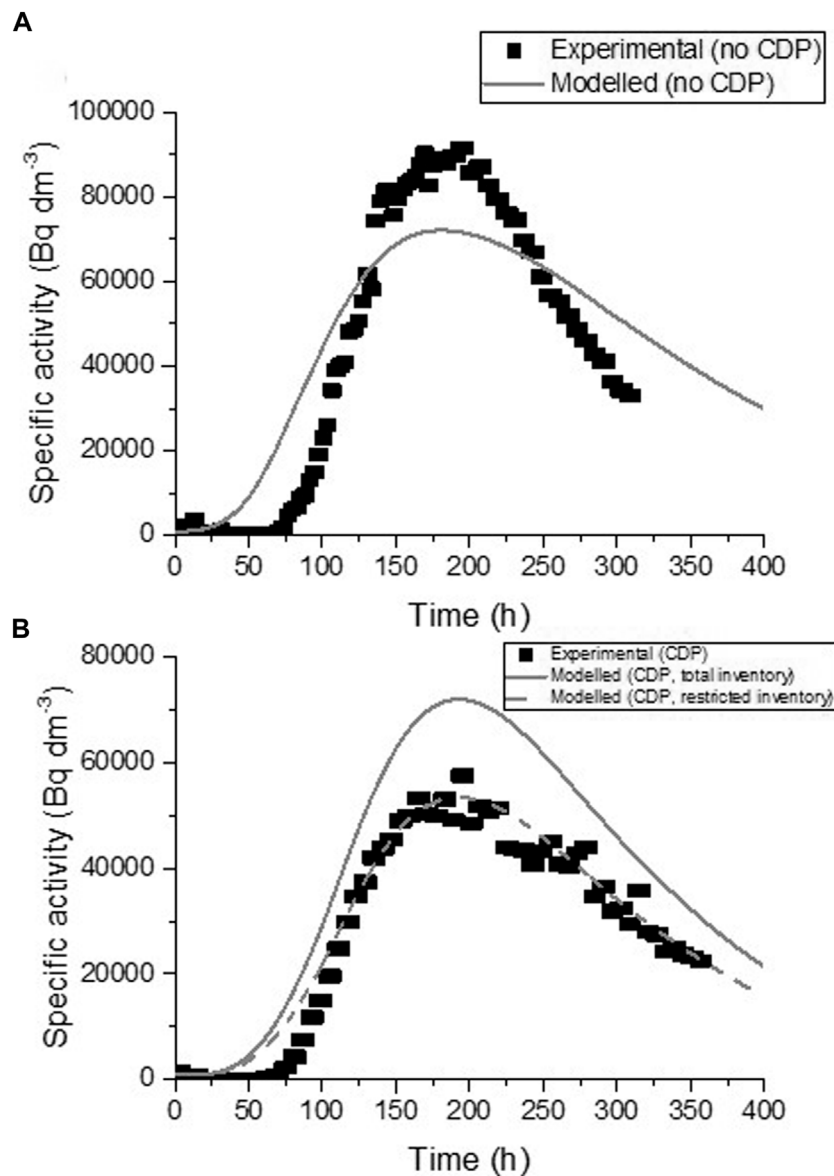 A
Experimental (no CDP)
Modelled (no CDP)
100000
80000
60000
40000
20000
0
Specific activity (Bq dm⁻³)
0 50 100 150 200 250 300 350 400
Time (h)
B
Experimental (CDP)
Modelled (CDP, total inventory)
Modelled (CDP, restricted inventory)
80000
60000
40000
20000
0
Specific activity (Bq dm⁻³)
0 50 100 150 200 250 300 350 400
Time (h)